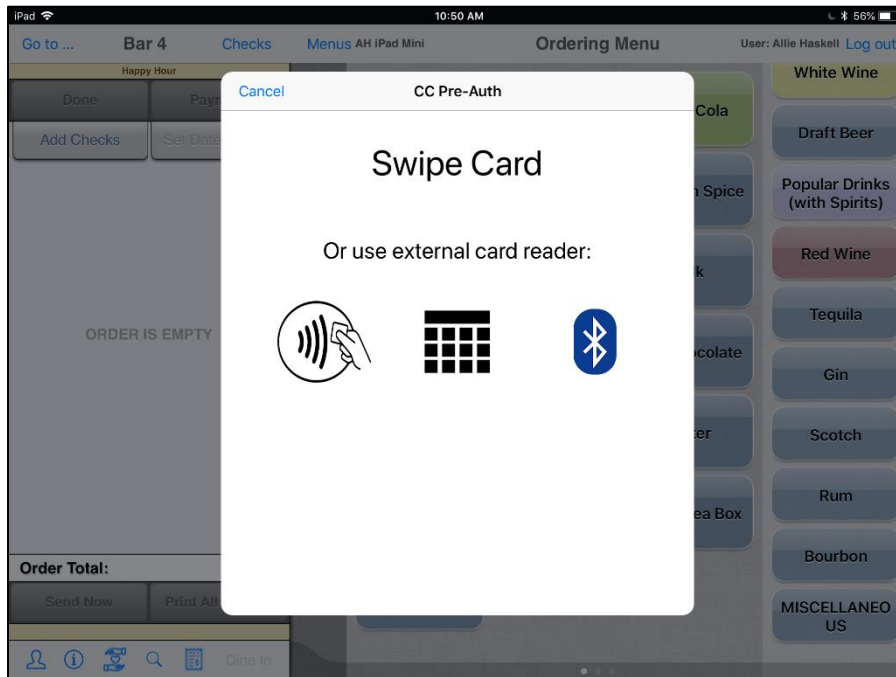 iPad
10:50 AM
56%
Go to ...
Bar 4
Checks
Menus
AH iPad Mini
Ordering Menu
User: Allie Haskell
Log out
Happy Hour
Done
Add Checks
Set Date
ORDER IS EMPTY
Order Total:
Send Now
Print All
Dine In
Cancel
CC Pre-Auth
Swipe Card
Or use external card reader:
Cola
Spice
White Wine
Draft Beer
Popular Drinks
(with Spirits)
Red Wine
Tequila
Gin
Scotch
Rum
Bourbon
MISCELLANEO
US
Box